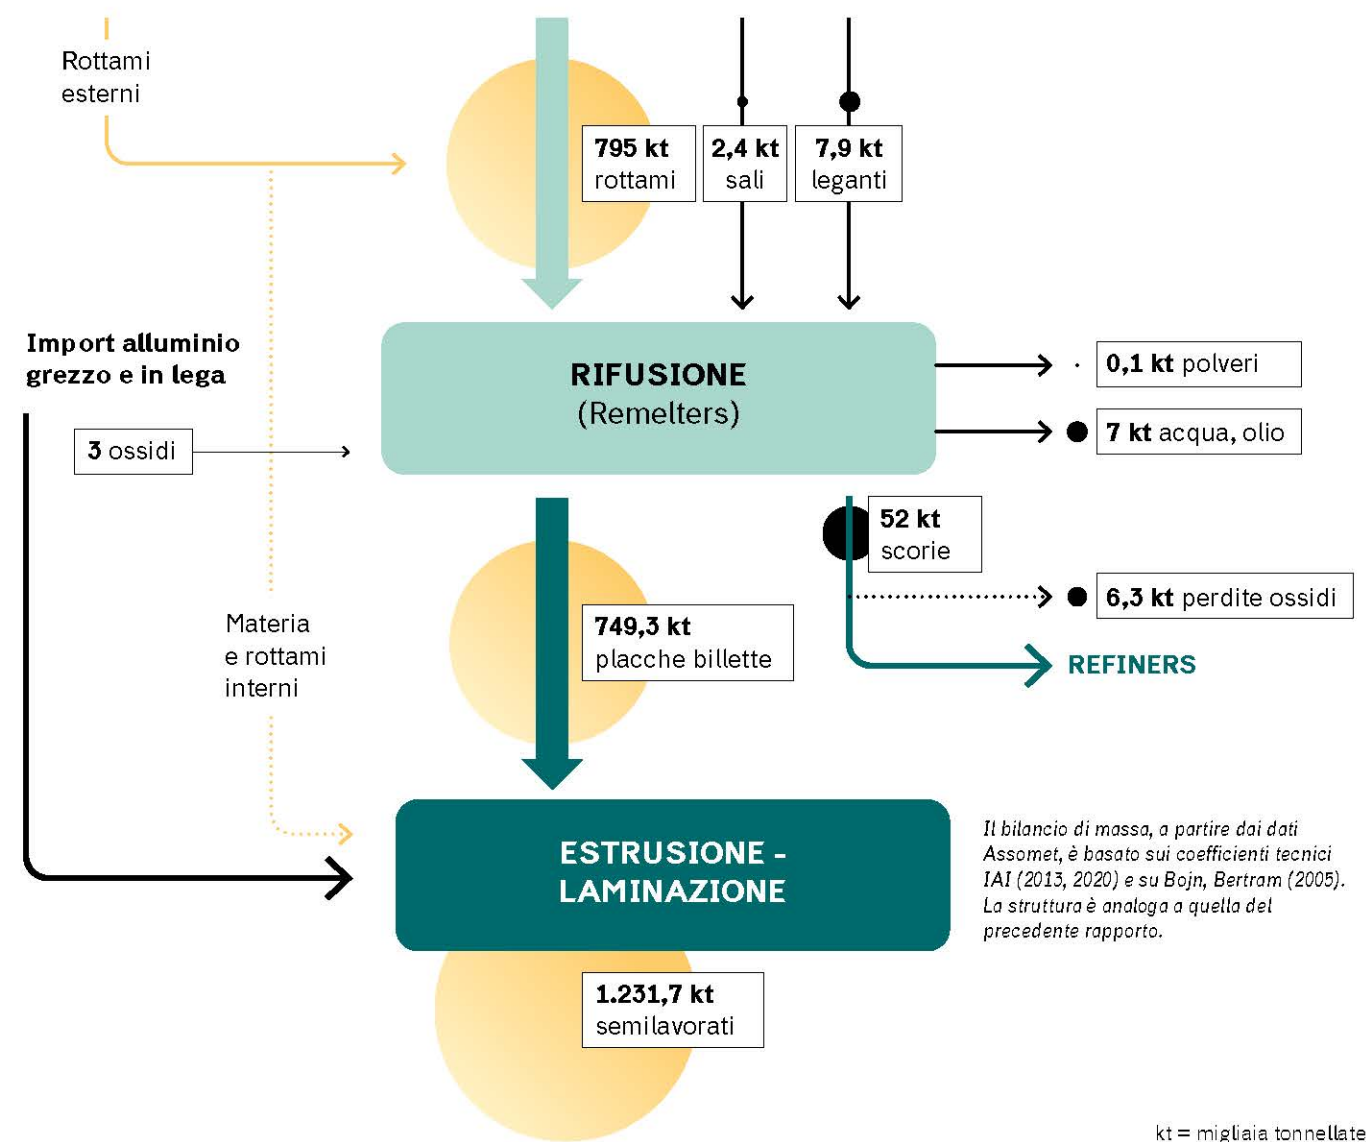 Rottami
esterni
795 kt
rottami
2,4 kt
sali
7,9 kt
leganti
Import alluminio
grezzo e in lega
RIFUSIONE
(Remelters)
0,1 kt polveri
3 ossidi
7 kt acqua, olio
52 kt
scorie
6,3 kt perdite ossidi
Materia
e rottami
interni
749,3 kt
placche billette
REFINERS
ESTRUSIONE -
LAMINAZIONE
Il bilancio di massa, a partire dai dati
Assomet, è basato sui coefficienti tecnici
IAI (2013, 2020) e su Bojn, Bertram (2005).
La struttura è analoga a quella del
precedente rapporto.
1.231,7 kt
semilavorati
kt = migliaia tonnellate